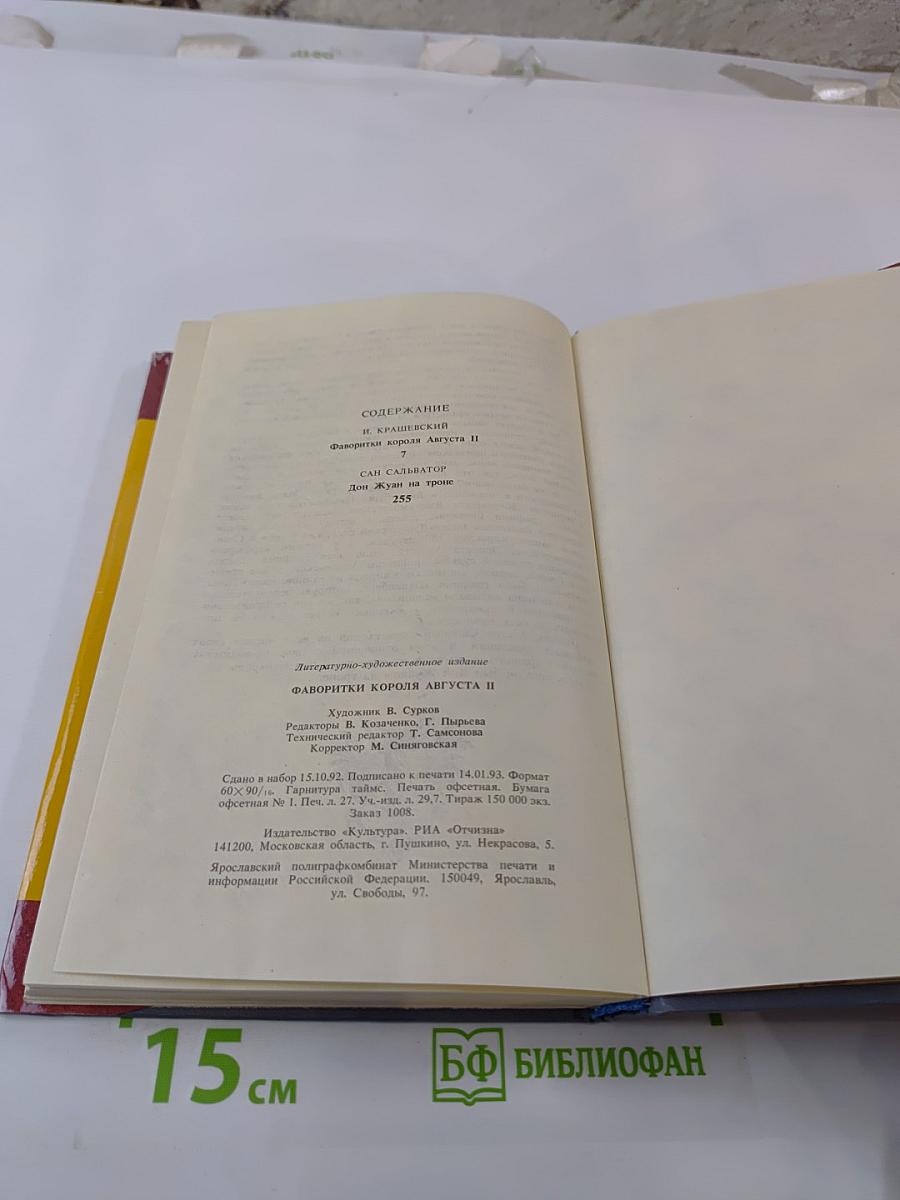 СОДЕРЖАНИЕ
И. КРАШЕВСКИЙ
Фаворитки короля Августа II
7
САН САЛЬВАТОР
Дон Жуан на троне
255
Литературно-художественное издание
ФАВОРИТКИ КОРОЛЯ АВГУСТА II
Художник В. Сурков
Редакторы В. Козаченко, Г. Пырьева
Технический редактор Т. Самсонова
Корректор М. Синяговская
Сдано в набор 15.10.92. Подписано к печати 14.01.93. Формат
60×90/16. Гарнитура таймс. Печать офсетная. Бумага
офсетная № 1. Печ. л. 27. Уч.-изд. л. 29,7. Тираж 150 000 экз.
Заказ 1008.
Издательство «Культура». РИА «Отчизна»
141200, Московская область, г. Пушкино, ул. Некрасова, 5.
Ярославский полиграфкомбинат Министерства печати и
информации Российской Федерации. 150049, Ярославль,
ул. Свободы, 97.
15 см
БФ БИБЛИОФАН